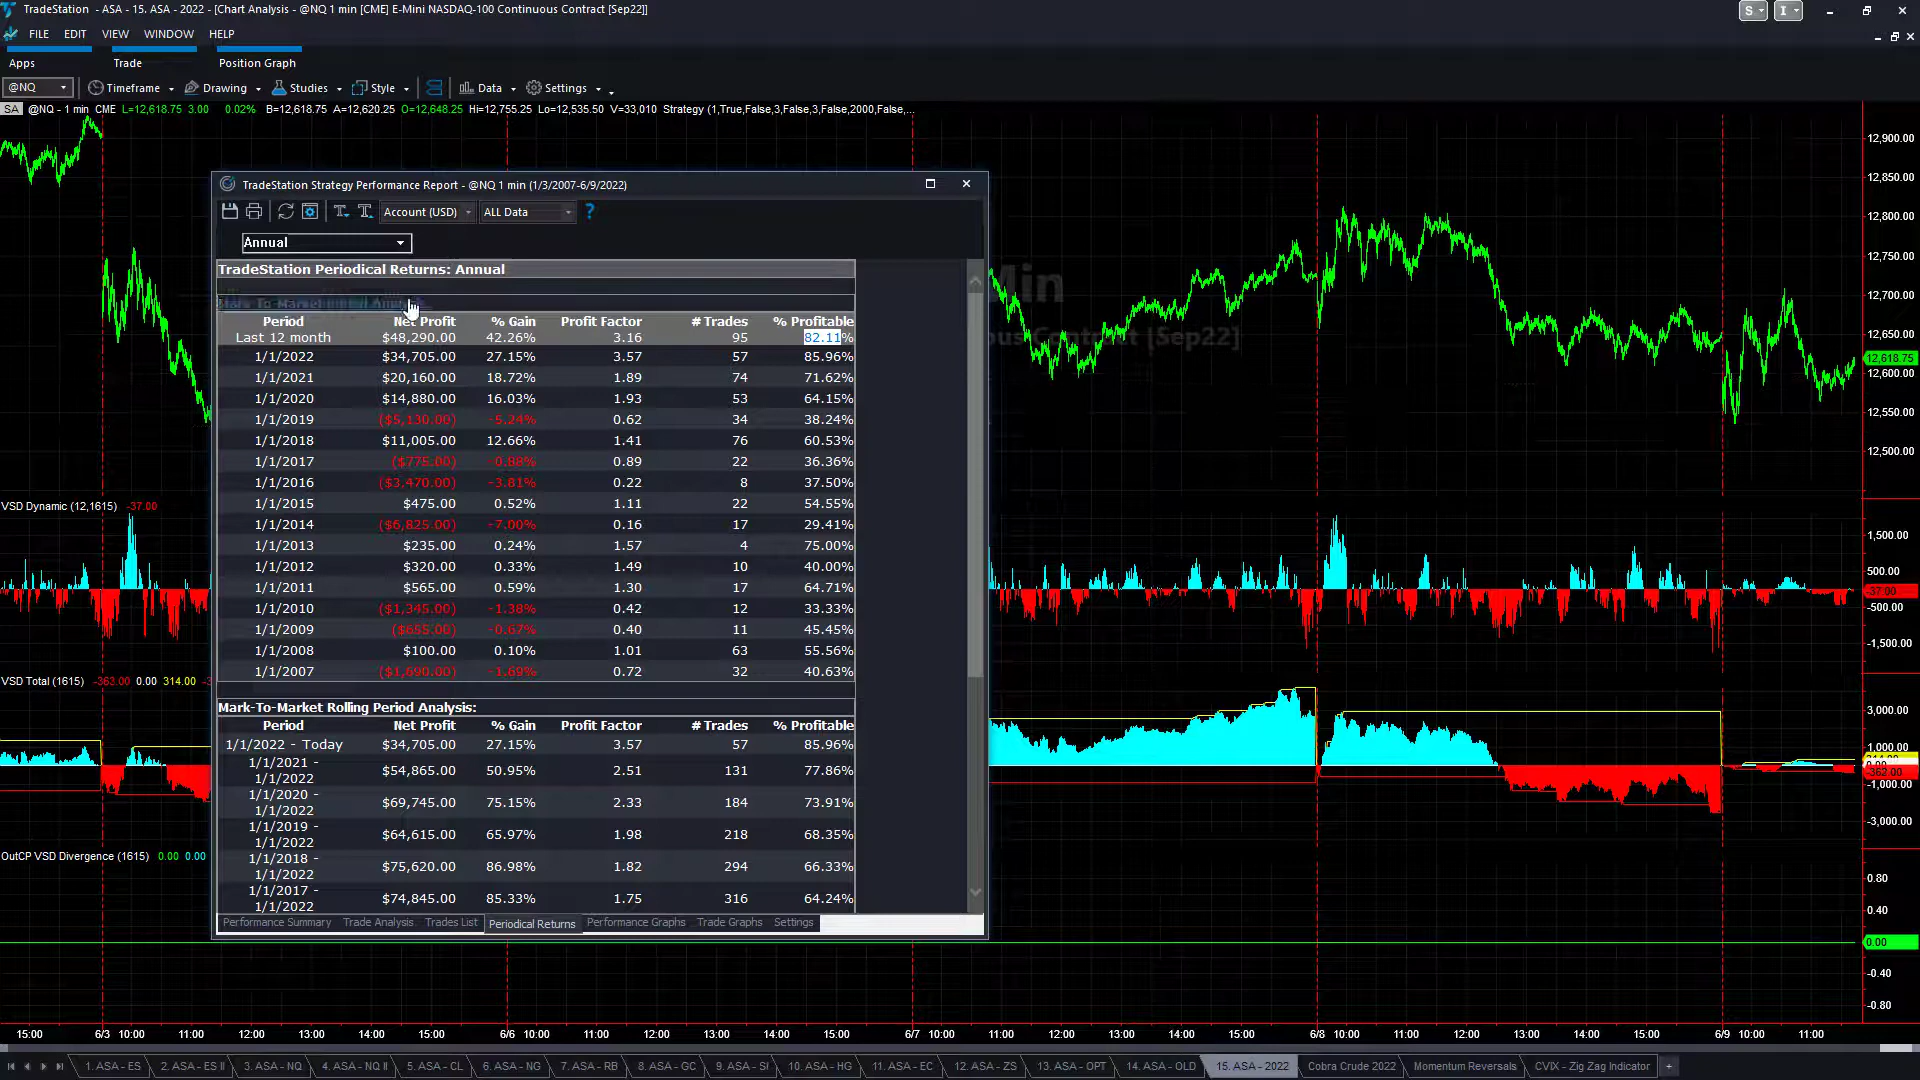 TradeStation - ASA - 15. ASA - 2022 - [Chart Analysis - @NQ 1 min [CME] E-Mini NASDAQ-100 Continuous Contract [Sep22]]
S I
FILE EDIT VIEW WINDOW HELP
Apps Trade Position Graph
@NQ Timeframe Drawing Studies Style Data Settings
SA @NQ - 1 min CME L=12,618.75 3.00 0.02% B=12,618.75 A=12,620.25 O=12,648.25 Hi=12,755.25 Lo=12,535.50 V=33,010 Strategy (1,True,False,3,False,3,False,2000,False,...
TradeStation Strategy Performance Report - @NQ 1 min (1/3/2007-6/9/2022)
Account (USD) ALL Data ?
Annual
TradeStation Periodical Returns: Annual
Period Net Profit % Gain Profit Factor # Trades % Profitable
Last 12 month $48,290.00 42.26% 3.16 95 82.11%
1/1/2022 $34,705.00 27.15% 3.57 57 85.96%
1/1/2021 $20,160.00 18.72% 1.89 74 71.62%
1/1/2020 $14,880.00 16.03% 1.93 53 64.15%
1/1/2019 ($5,130.00) -5.24% 0.62 34 38.24%
1/1/2018 $11,005.00 12.66% 1.41 76 60.53%
1/1/2017 ($775.00) -0.88% 0.89 22 36.36%
1/1/2016 ($3,470.00) -3.81% 0.22 8 37.50%
1/1/2015 $475.00 0.52% 1.11 22 54.55%
1/1/2014 ($6,825.00) -7.00% 0.16 17 29.41%
1/1/2013 $235.00 0.24% 1.57 4 75.00%
1/1/2012 $320.00 0.33% 1.49 10 40.00%
1/1/2011 $565.00 0.59% 1.30 17 64.71%
1/1/2010 ($1,345.00) -1.38% 0.42 12 33.33%
1/1/2009 ($655.00) -0.67% 0.40 11 45.45%
1/1/2008 $100.00 0.10% 1.01 63 55.56%
1/1/2007 ($1,690.00) -1.69% 0.72 32 40.63%
Mark-To-Market Rolling Period Analysis:
Period Net Profit % Gain Profit Factor # Trades % Profitable
1/1/2022 - Today $34,705.00 27.15% 3.57 57 85.96%
1/1/2021 - 1/1/2022 $54,865.00 50.95% 2.51 131 77.86%
1/1/2020 - 1/1/2022 $69,745.00 75.15% 2.33 184 73.91%
1/1/2019 - 1/1/2022 $64,615.00 65.97% 1.98 218 68.35%
1/1/2018 - 1/1/2022 $75,620.00 86.98% 1.82 294 66.33%
1/1/2017 - 1/1/2022 $74,845.00 85.33% 1.75 316 64.24%
Performance Summary Trade Analysis Trades List Periodical Returns Performance Graphs Trade Graphs Settings
Contract [Sep22]
12,900.00
12,850.00
12,800.00
12,750.00
12,700.00
12,650.00
12,618.75
12,600.00
12,550.00
12,500.00
VSD Dynamic (12,1615) -37.00
1,500.00
500.00
-37.00
-500.00
-1,500.00
VSD Total (1615) -363.00 0.00 314.00
3,000.00
1,000.00
0.00
-362.00
-1,000.00
-3,000.00
OutCP VSD Divergence (1615) 0.00 0.00
0.80
0.40
0.00
-0.40
-0.80
15:00 6/3 10:00 11:00 12:00 13:00 14:00 15:00 6/6 10:00 11:00 12:00 13:00 14:00 15:00 6/7 10:00 11:00 12:00 13:00 14:00 15:00 6/8 10:00 11:00 12:00 13:00 14:00 15:00 6/9 10:00 11:00
1. ASA - ES 2. ASA - ES II 3. ASA - NQ 4. ASA - NQ II 5. ASA - CL 6. ASA - NG 7. ASA - RB 8. ASA - GC 9. ASA - SI 10. ASA - HG 11. ASA - EC 12. ASA - ZS 13. ASA - OPT 14. ASA - OLD 15. ASA - 2022 Cobra Crude 2022 Momentum Reversals CVIX - Zig Zag Indicator +